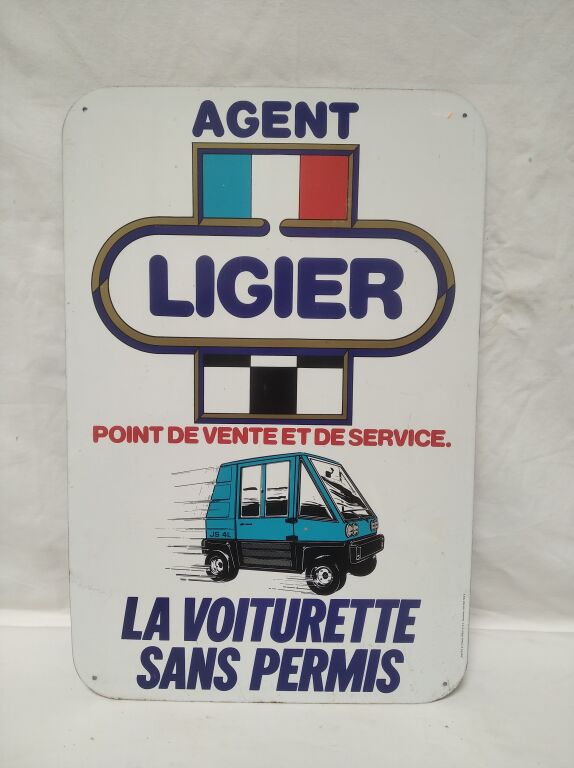 AGENT
LIGIER
POINT DE VENTE ET DE SERVICE.
JS 4L
LA VOITURETTE
SANS PERMIS